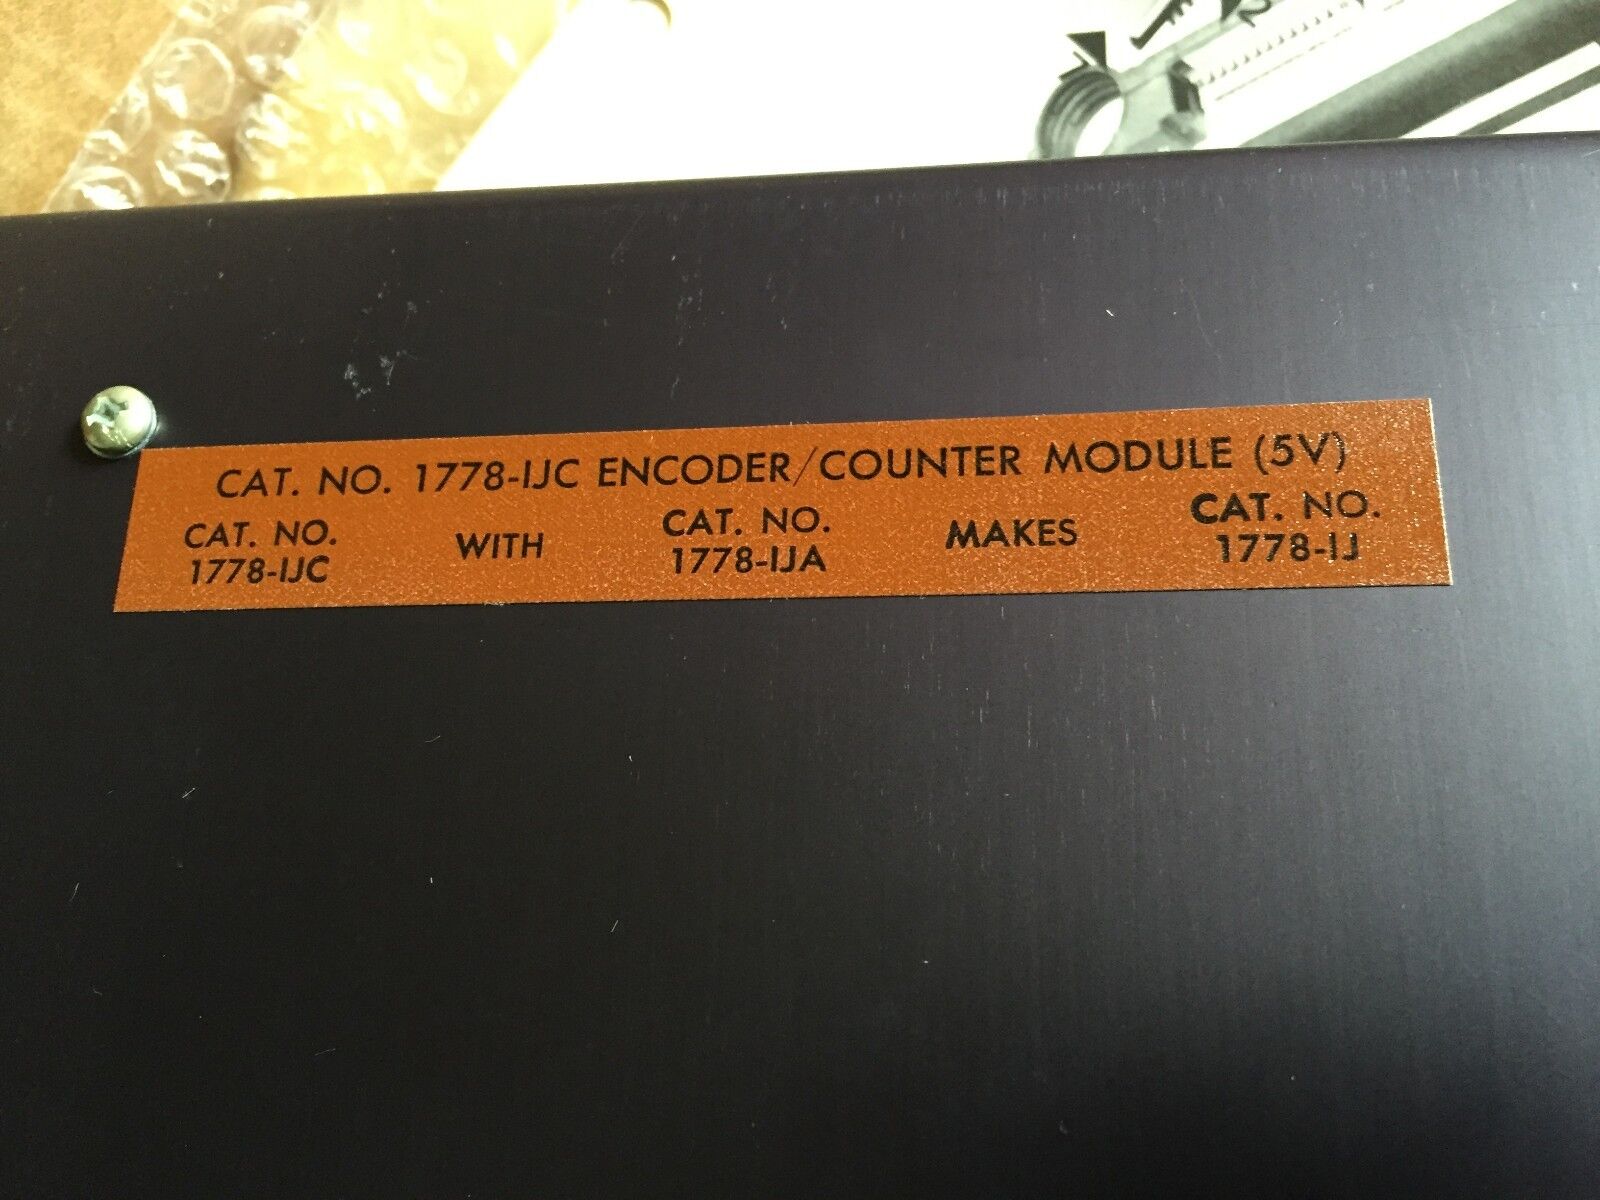 CAT. NO. 1778-IJC ENCODER/COUNTER MODULE (5V)
CAT. NO. 1778-IJC WITH CAT. NO. 1778-IJA MAKES CAT. NO. 1778-IJ
2